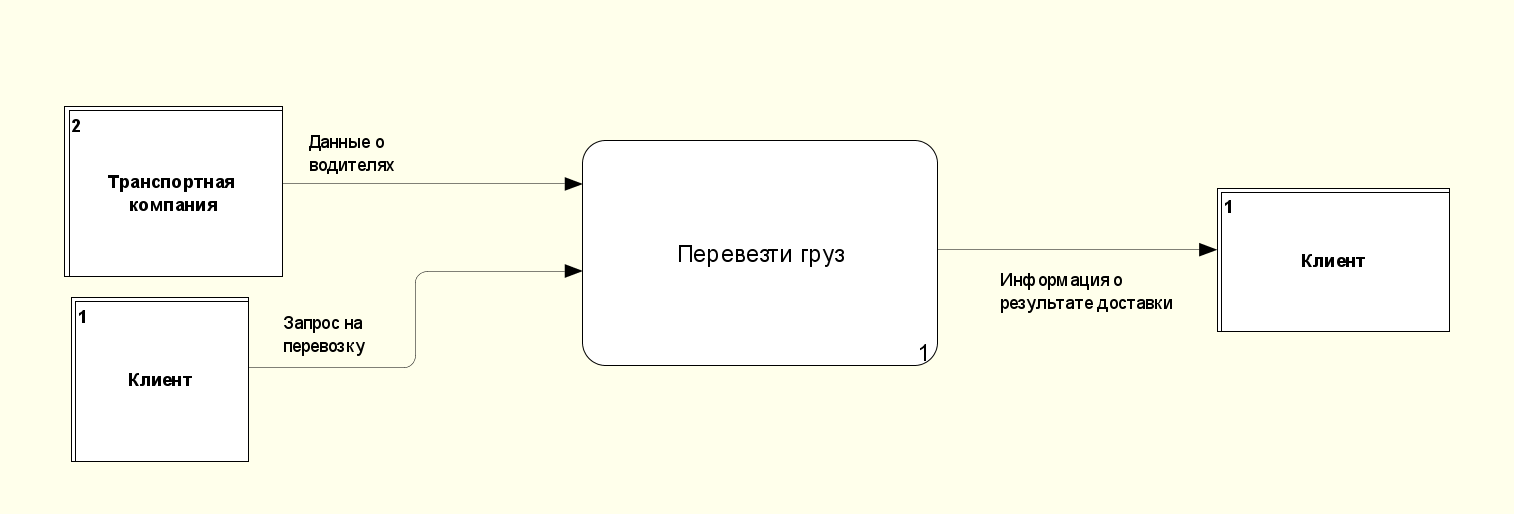 2
Транспортная
компания
Данные о
водителях
1
Клиент
Запрос на
перевозку
Перевезти груз
1
Информация о
результате доставки
1
Клиент